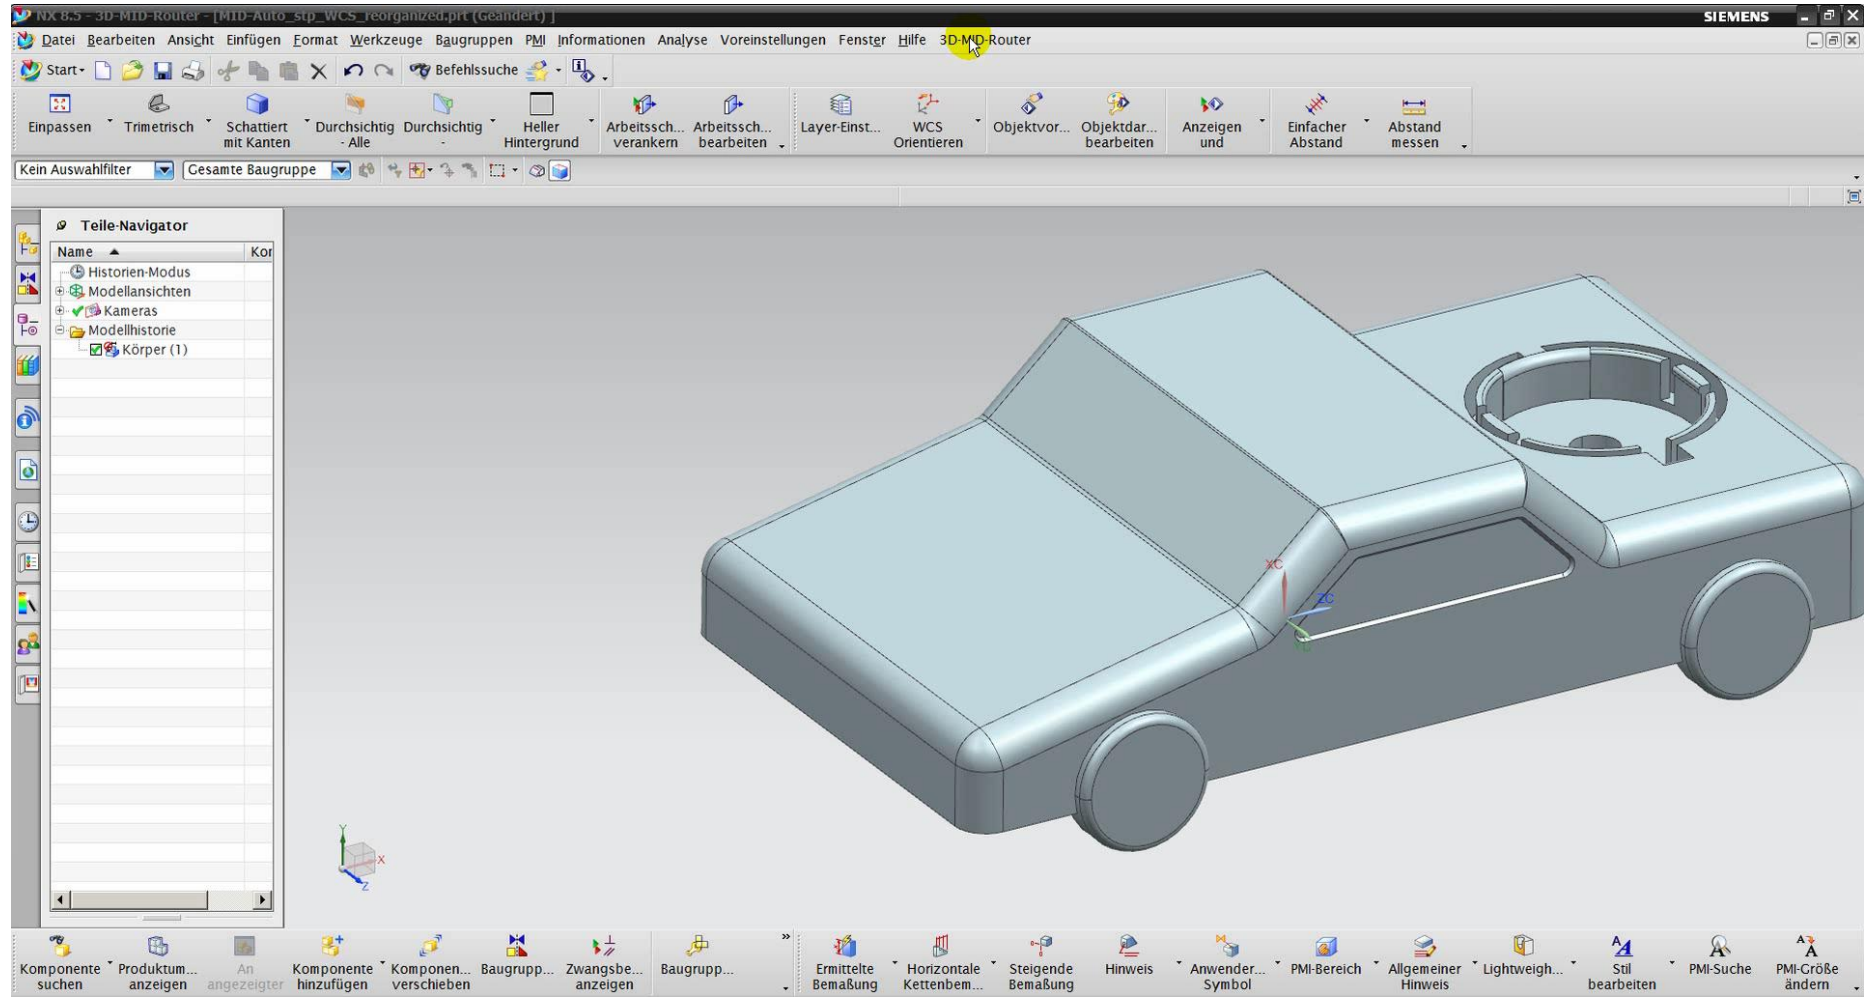 NX 8.5 - 3D-MID-Router - [MID-Auto_stp_WCS_reorganized.prt (Geändert) ]
SIEMENS
Datei Bearbeiten Ansicht Einfügen Format Werkzeuge Baugruppen PMI Informationen Analyse Voreinstellungen Fenster Hilfe 3D-MID-Router
Start Befehlssuche
Einpassen Trimetrisch Schattiert Durchsichtig Durchsichtig Heller Arbeitssch... Arbeitssch... Layer-Einst... WCS Objektvor... Objektdar... Anzeigen Einfacher Abstand
mit Kanten - Alle - Hintergrund verankern bearbeiten Orientieren bearbeiten und Abstand messen
Kein Auswahlfilter Gesamte Baugruppe
Teile-Navigator
Name Kor
Historien-Modus
Modellansichten
Kameras
Modellhistorie
Körper (1)
XC
ZC
YC
Y
X
Z
Komponente Produktum... An Komponente Komponen... Baugrupp... Zwangsbe... Baugrupp... Ermittelte Horizontale Steigende Hinweis Anwender... PMI-Bereich Allgemeiner Lightweigh... Stil PMI-Suche PMI-Größe
suchen anzeigen angezeigter hinzufügen verschieben anzeigen Bemaßung Kettenbem... Bemaßung Symbol Hinweis bearbeiten ändern